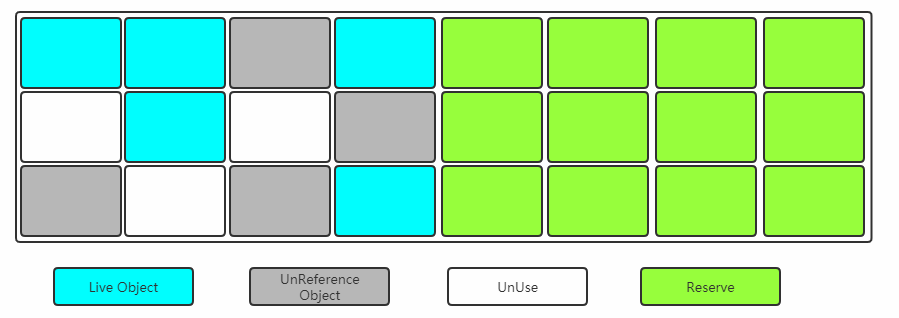 Live Object
UnReference
Object
UnUse
Reserve